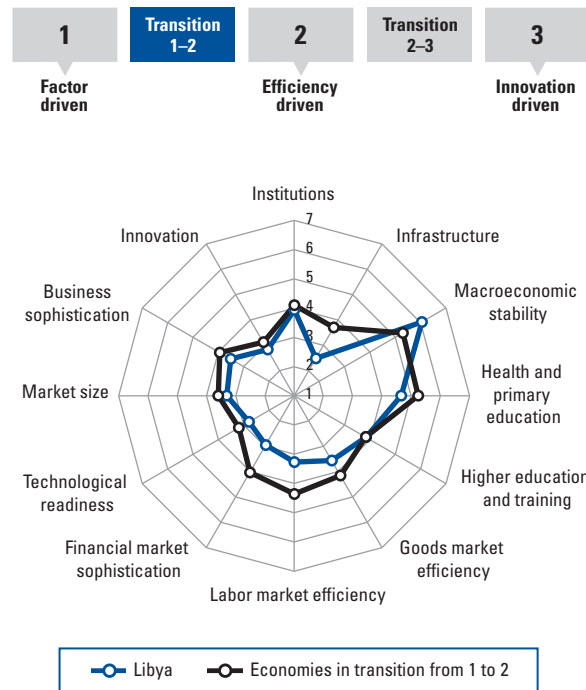 1
Transition
1–2
2
Transition
2–3
3
Factor
driven
Efficiency
driven
Innovation
driven
Institutions
7
6
5
4
3
2
1
Infrastructure
Macroeconomic
stability
Health and
primary
education
Higher education
and training
Goods market
efficiency
Labor market efficiency
Financial market
sophistication
Technological
readiness
Market size
Business
sophistication
Innovation
Libya
Economies in transition from 1 to 2